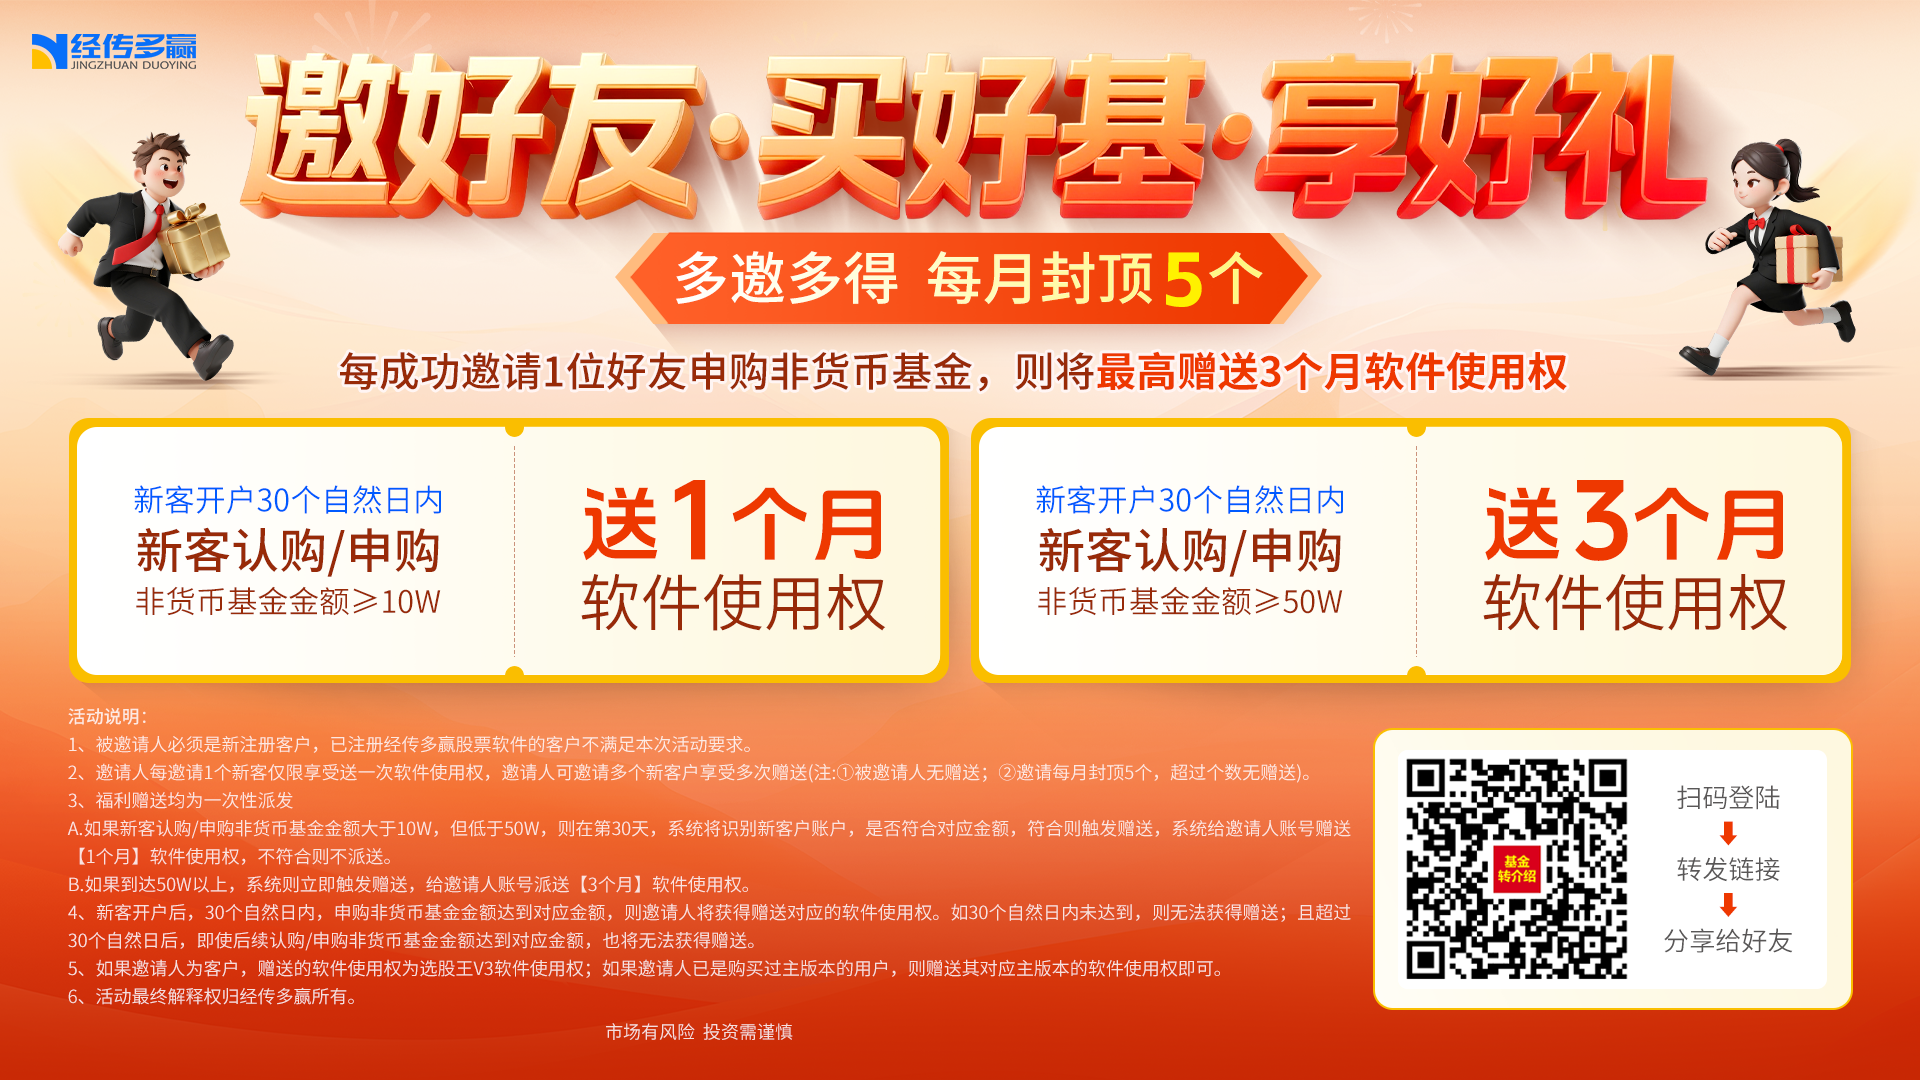 经传多赢
JINGZHUAN DUOYING
邀好友·买好基·享好礼
多邀多得 每月封顶5个
每成功邀请1位好友申购非货币基金，则将最高赠送3个月软件使用权
新客开户30个自然日内
新客认购/申购
非货币基金金额≥10W
送1个月
软件使用权
新客开户30个自然日内
新客认购/申购
非货币基金金额≥50W
送3个月
软件使用权
活动说明：
1、被邀请人必须是新注册客户，已注册经传多赢股票软件的客户不满足本次活动要求。
2、邀请人每邀请1个新客仅限享受送一次软件使用权，邀请人可邀请多个新客户享受多次赠送(注:①被邀请人无赠送；②邀请每月封顶5个，超过个数无赠送)。
3、福利赠送均为一次性派发
A.如果新客认购/申购非货币基金金额大于10W，但低于50W，则在第30天，系统将识别新客户账户，是否符合对应金额，符合则触发赠送，系统给邀请人账号赠送
【1个月】软件使用权，不符合则不派送。
B.如果到达50W以上，系统则立即触发赠送，给邀请人账号派送【3个月】软件使用权。
4、新客开户后，30个自然日内，申购非货币基金金额达到对应金额，则邀请人将获得赠送对应的软件使用权。如30个自然日内未达到，则无法获得赠送；且超过
30个自然日后，即使后续认购/申购非货币基金金额达到对应金额，也将无法获得赠送。
5、如果邀请人为客户，赠送的软件使用权为选股王V3软件使用权；如果邀请人已是购买过主版本的用户，则赠送其对应主版本的软件使用权即可。
6、活动最终解释权归经传多赢所有。
市场有风险 投资需谨慎
基金
转介绍
扫码登陆
转发链接
分享给好友